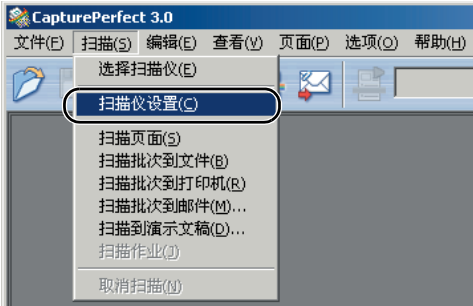 CapturePerfect 3.0
文件(F) 扫描(S) 编辑(E) 查看(V) 页面(P) 选项(O) 帮助(H)
选择扫描仪(E)
扫描仪设置(C)
扫描页面(S)
扫描批次到文件(B)
扫描批次到打印机(R)
扫描批次到邮件(M)...
扫描到演示文稿(D)...
扫描作业(J)
取消扫描(N)